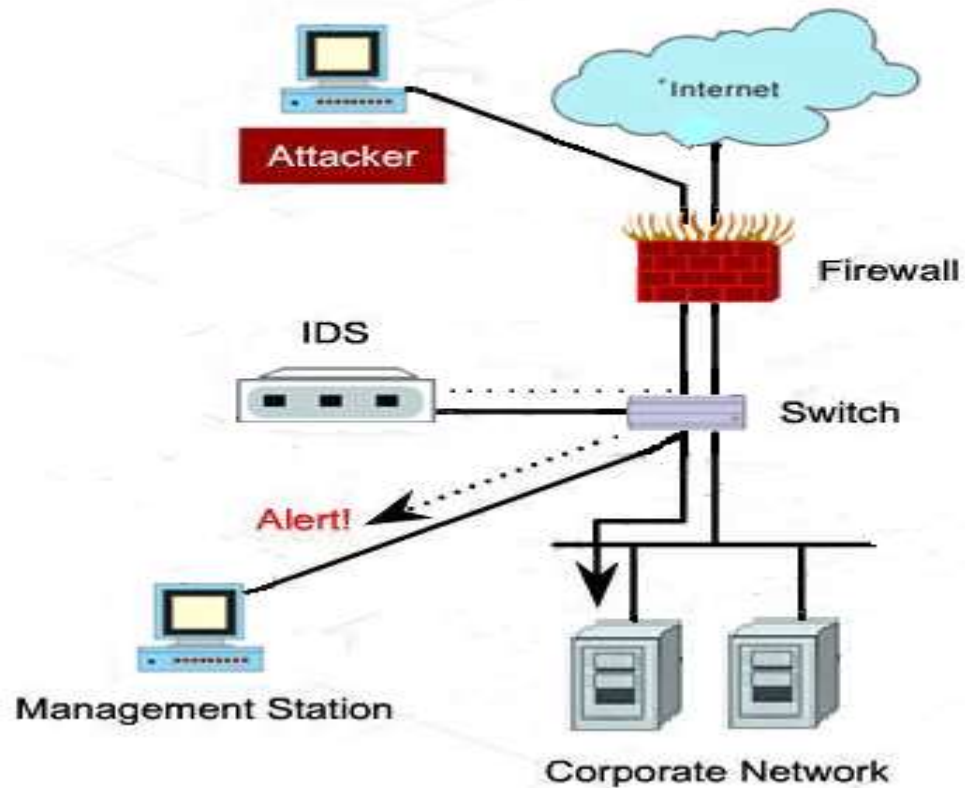 Internet
Attacker
Firewall
IDS
Switch
Alert!
Management Station
Corporate Network